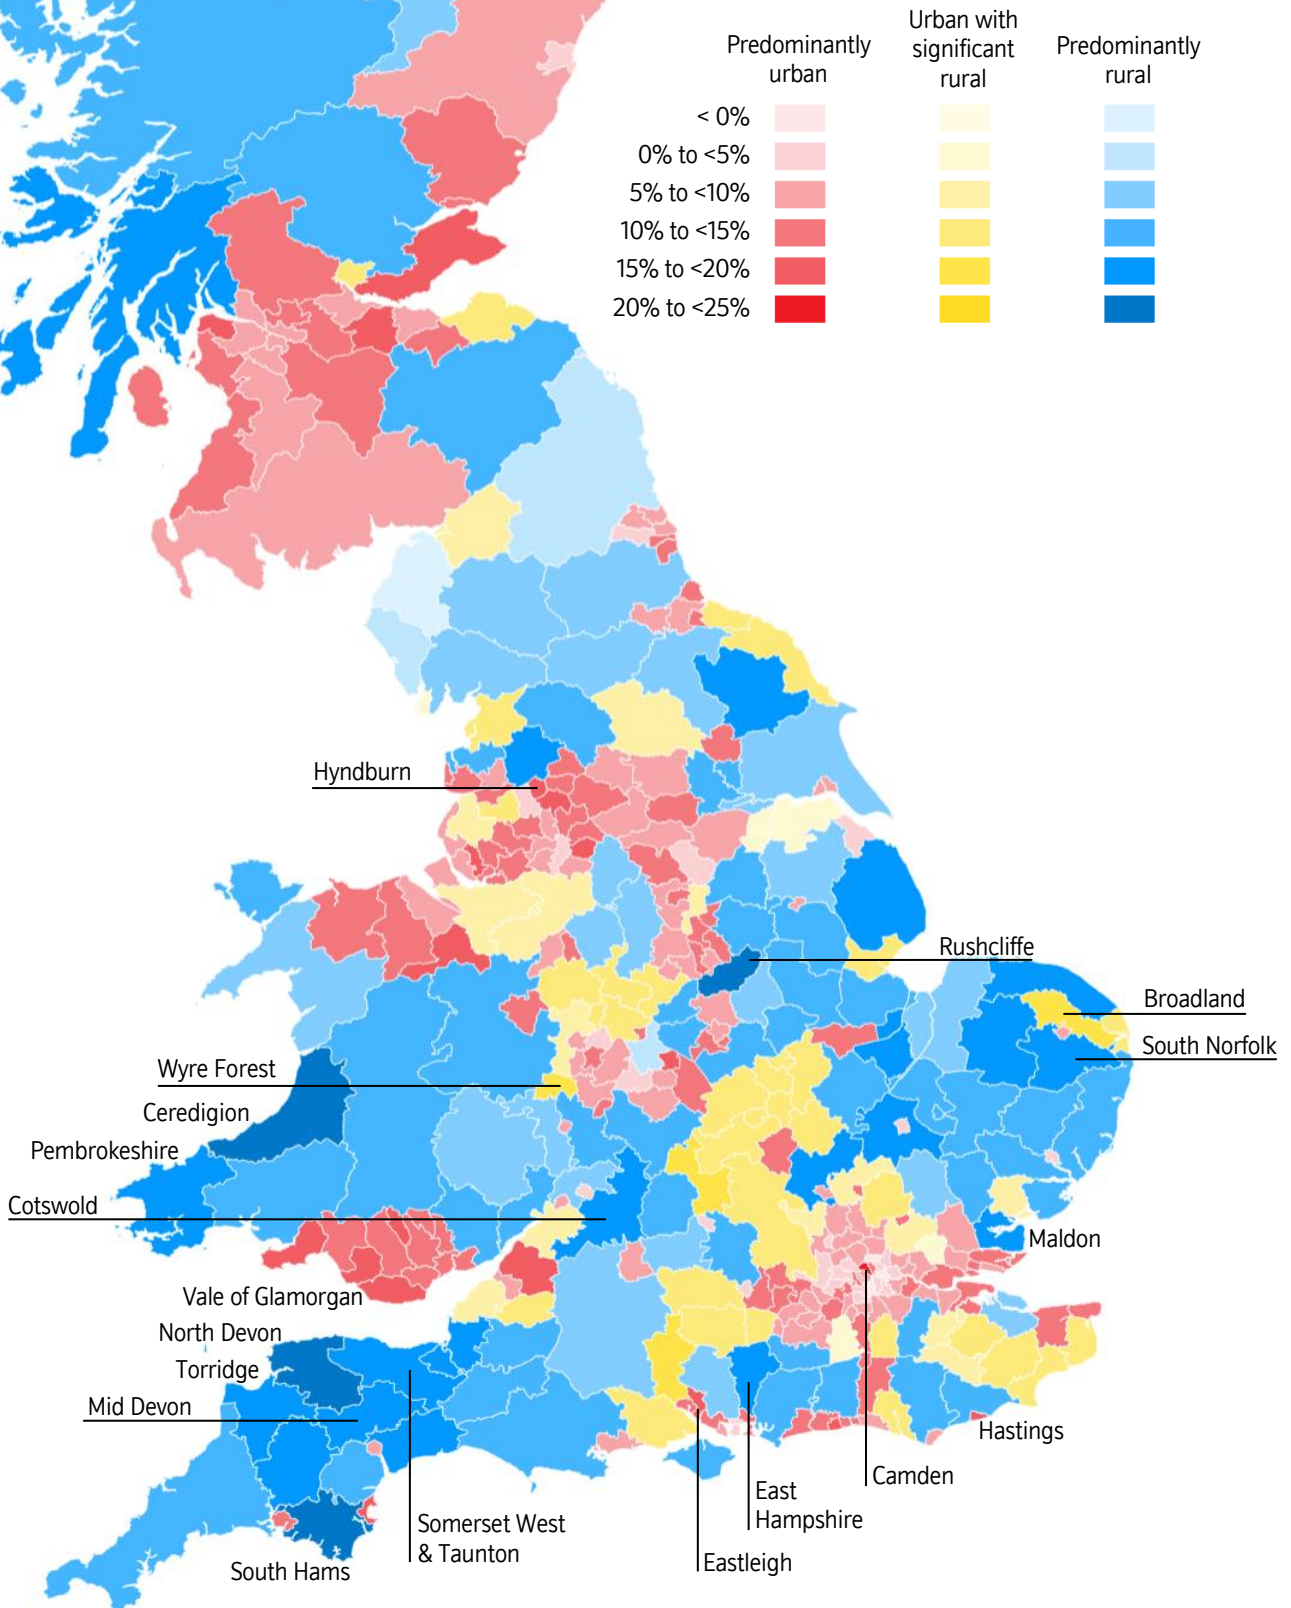 Predominantly
urban
Urban with
significant
rural
Predominantly
rural
< 0%
0% to <5%
5% to <10%
10% to <15%
15% to <20%
20% to <25%
Hyndburn
Rushcliffe
Broadland
South Norfolk
Wyre Forest
Ceredigion
Pembrokeshire
Cotswold
Maldon
Vale of Glamorgan
North Devon
Torridge
Mid Devon
Hastings
Camden
East
Hampshire
Somerset West
& Taunton
Eastleigh
South Hams